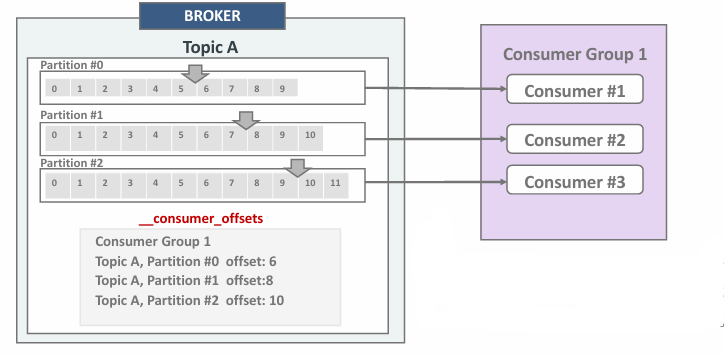 BROKER
Topic A
Partition #0
0 1 2 3 4 5 6 7 8 9
Partition #1
0 1 2 3 4 5 6 7 8 9 10
Partition #2
0 1 2 3 4 5 6 7 8 9 10 11
__consumer_offsets
Consumer Group 1
Topic A, Partition #0 offset: 6
Topic A, Partition #1 offset:8
Topic A, Partition #2 offset: 10
Consumer Group 1
Consumer #1
Consumer #2
Consumer #3